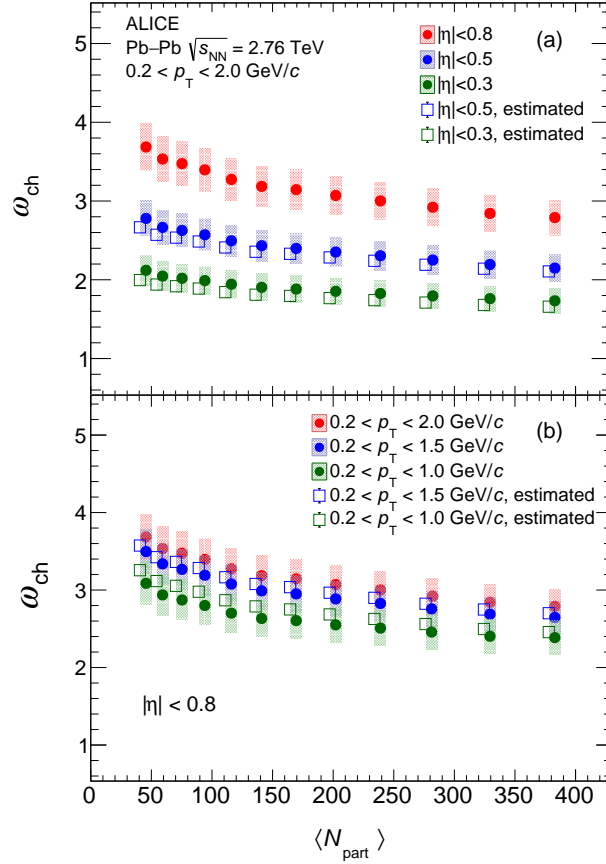 ALICE
Pb–Pb √sNN = 2.76 TeV
0.2 < pT < 2.0 GeV/c
(a)
|η|<0.8
|η|<0.5
|η|<0.3
|η|<0.5, estimated
|η|<0.3, estimated
5
4
3
2
1
ωch
(b)
0.2 < pT < 2.0 GeV/c
0.2 < pT < 1.5 GeV/c
0.2 < pT < 1.0 GeV/c
0.2 < pT < 1.5 GeV/c, estimated
0.2 < pT < 1.0 GeV/c, estimated
5
4
3
2
1
ωch
|η| < 0.8
0 50 100 150 200 250 300 350 400
⟨Npart⟩